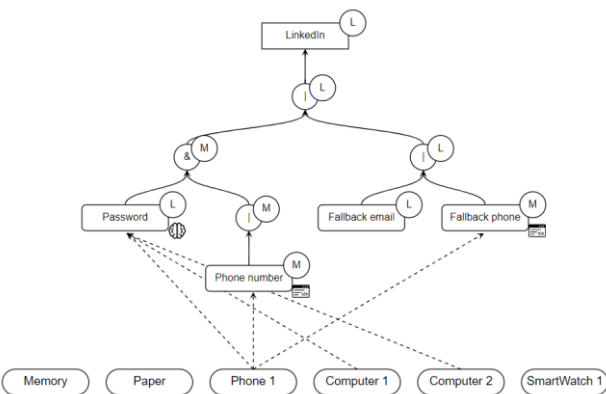 LinkedIn
L
| L
& M
| L
Password
L
| M
Fallback email
L
Fallback phone
M
Phone number
M
Memory
Paper
Phone 1
Computer 1
Computer 2
SmartWatch 1